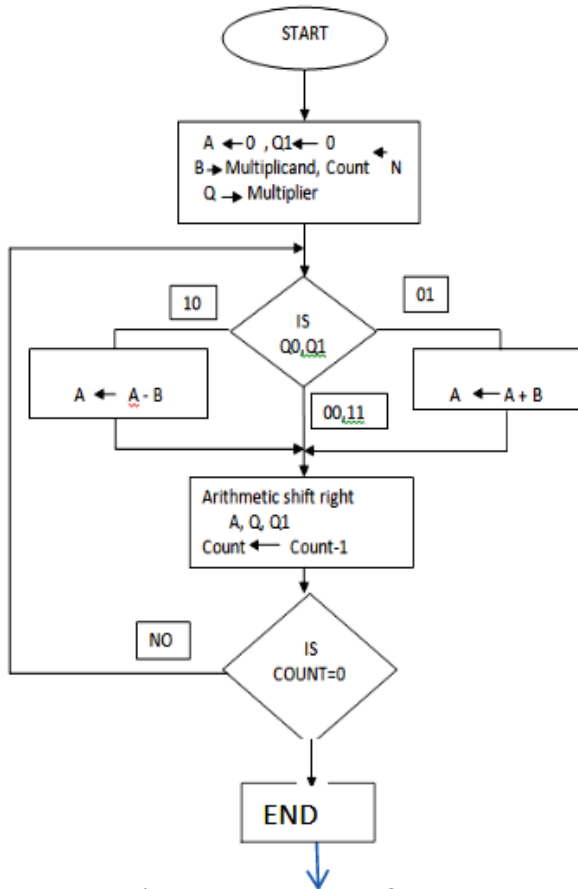 START
A ←0 , Q1← 0
B→Multiplicand, Count ← N
Q → Multiplier
10
01
IS
Q0,Q1
A ← A - B
A ← A + B
00,11
Arithmetic shift right
A, Q, Q1
Count ← Count-1
NO
IS
COUNT=0
END